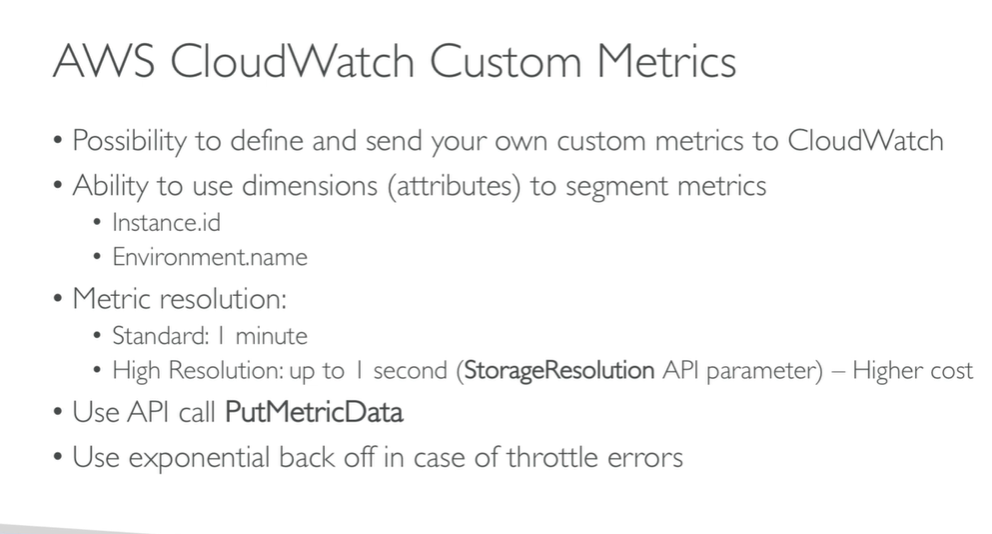 AWS CloudWatch Custom Metrics
• Possibility to define and send your own custom metrics to CloudWatch
• Ability to use dimensions (attributes) to segment metrics
• Instance.id
• Environment.name
• Metric resolution:
• Standard: 1 minute
• High Resolution: up to 1 second (StorageResolution API parameter) – Higher cost
• Use API call PutMetricData
• Use exponential back off in case of throttle errors